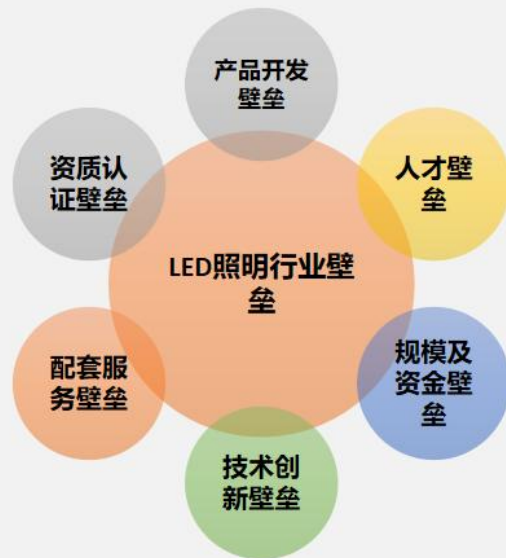 产品开发
壁垒
资质认
证壁垒
人才壁
垒
LED照明行业壁
垒
配套服
务壁垒
规模及
资金壁
垒
技术创
新壁垒